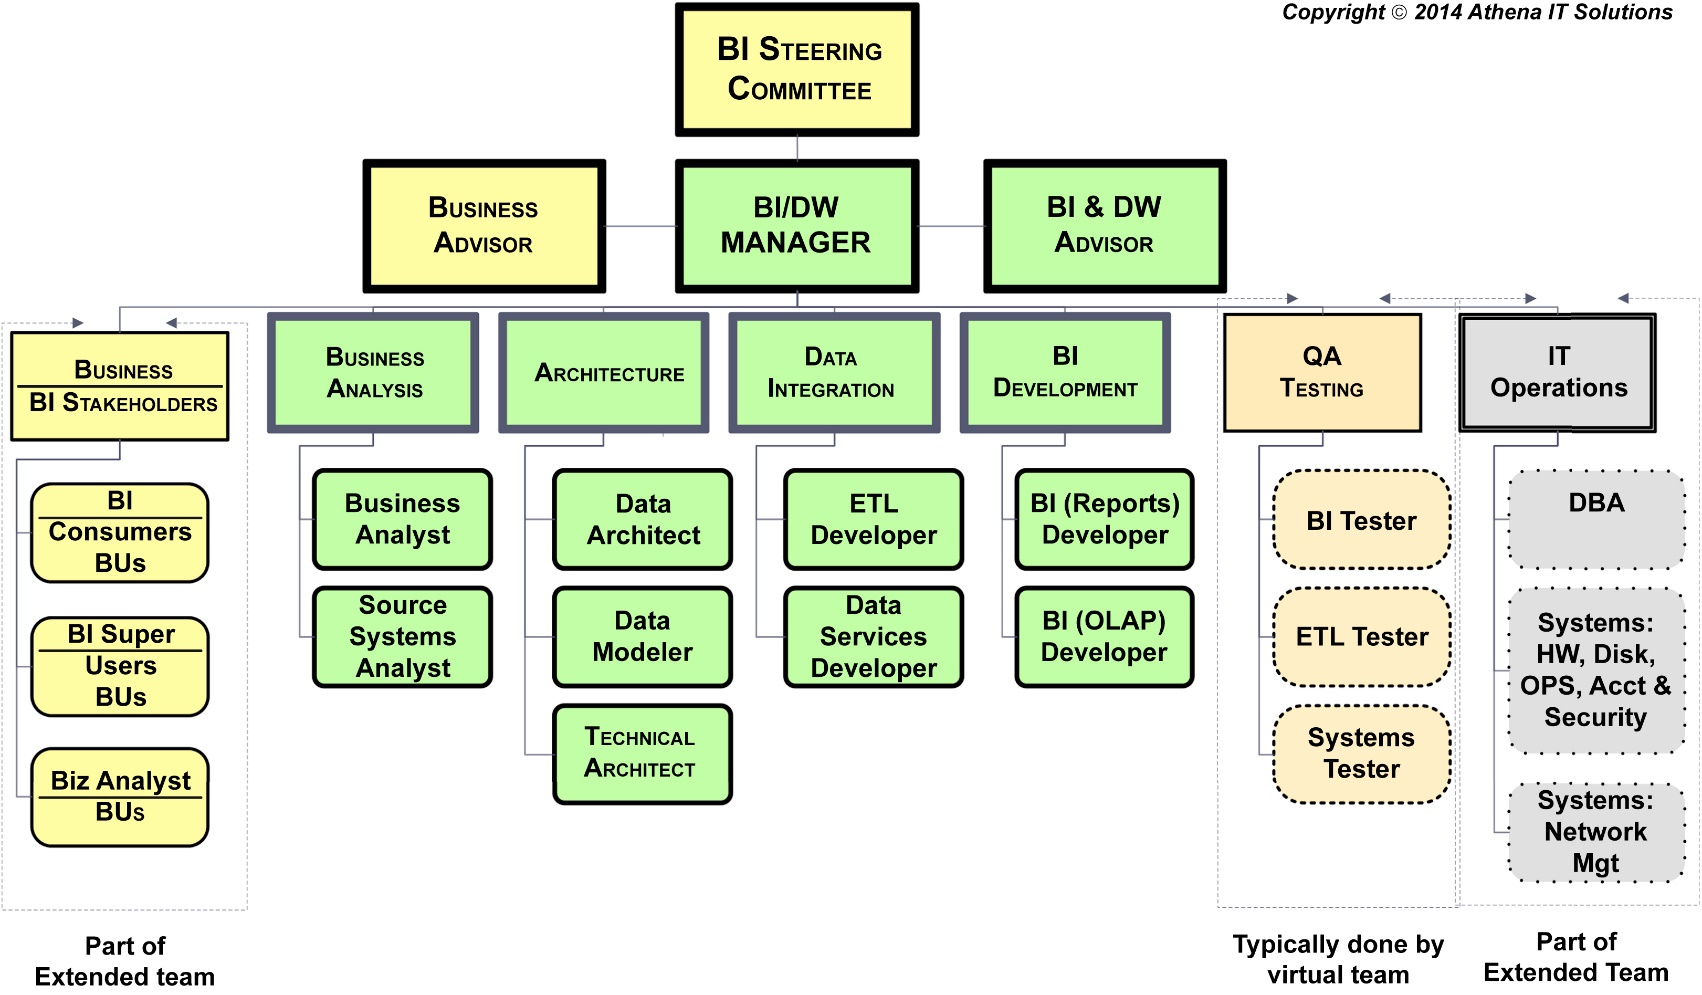 Copyright © 2014 Athena IT Solutions
BI STEERING
COMMITTEE
BUSINESS
ADVISOR
BI/DW
MANAGER
BI & DW
ADVISOR
BUSINESS
BI STAKEHOLDERS
BUSINESS
ANALYSIS
ARCHITECTURE
DATA
INTEGRATION
BI
DEVELOPMENT
QA
TESTING
IT
Operations
BI
Consumers
BUs
BI Super
Users
BUs
Biz Analyst
BUs
Business
Analyst
Source
Systems
Analyst
Data
Architect
Data
Modeler
TECHNICAL
ARCHITECT
ETL
Developer
Data
Services
Developer
BI (Reports)
Developer
BI (OLAP)
Developer
BI Tester
ETL Tester
Systems
Tester
DBA
Systems:
HW, Disk,
OPS, Acct &
Security
Systems:
Network
Mgt
Part of
Extended team
Typically done by
virtual team
Part of
Extended Team